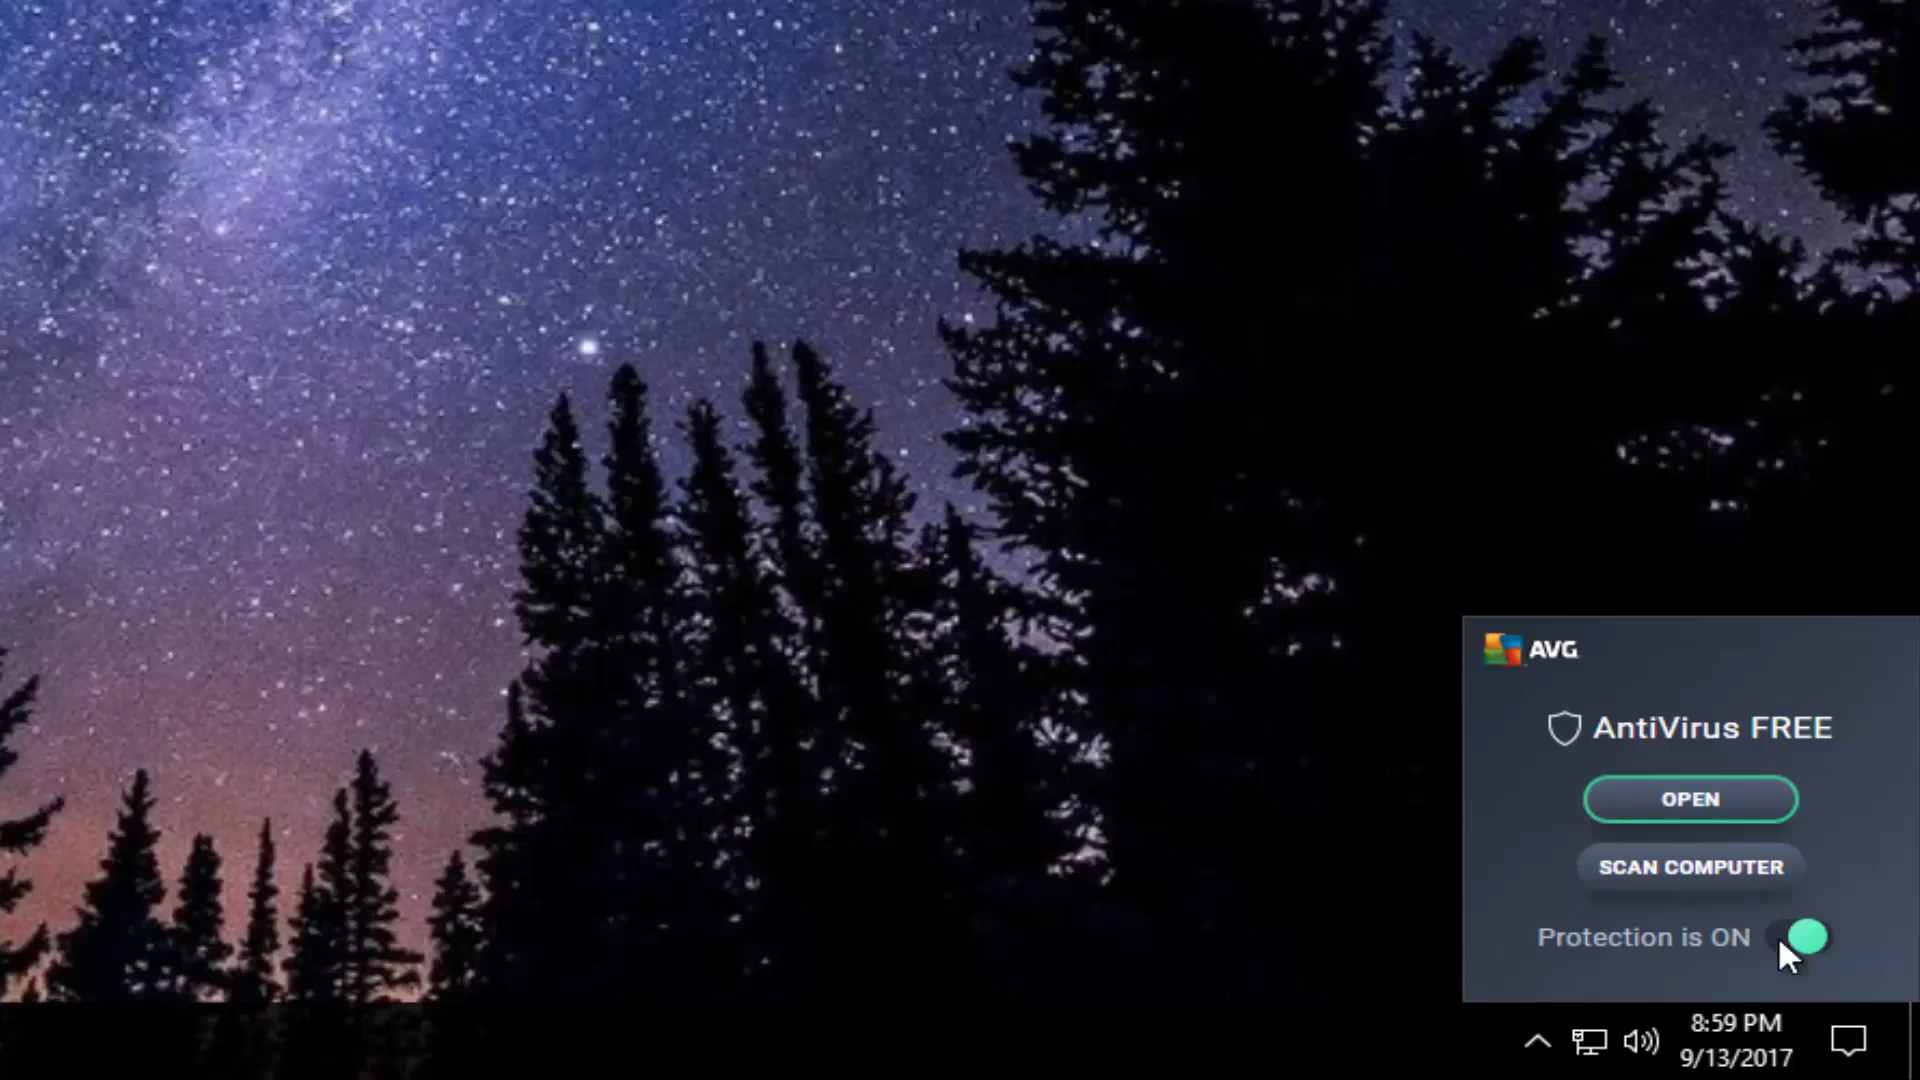 AVG
AntiVirus FREE
OPEN
SCAN COMPUTER
Protection is ON
8:59 PM
9/13/2017